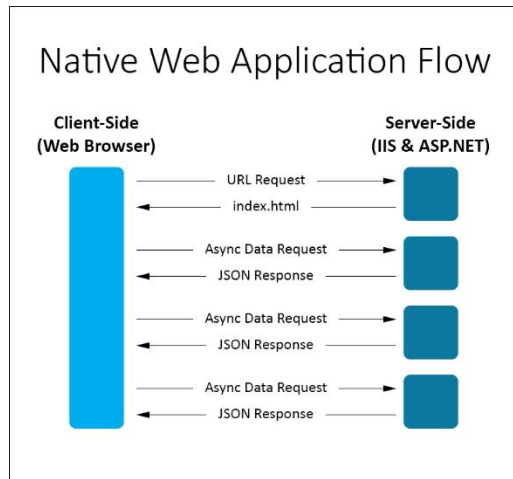 Native Web Application Flow
Client-Side
(Web Browser)
Server-Side
(IIS & ASP.NET)
URL Request
index.html
Async Data Request
JSON Response
Async Data Request
JSON Response
Async Data Request
JSON Response